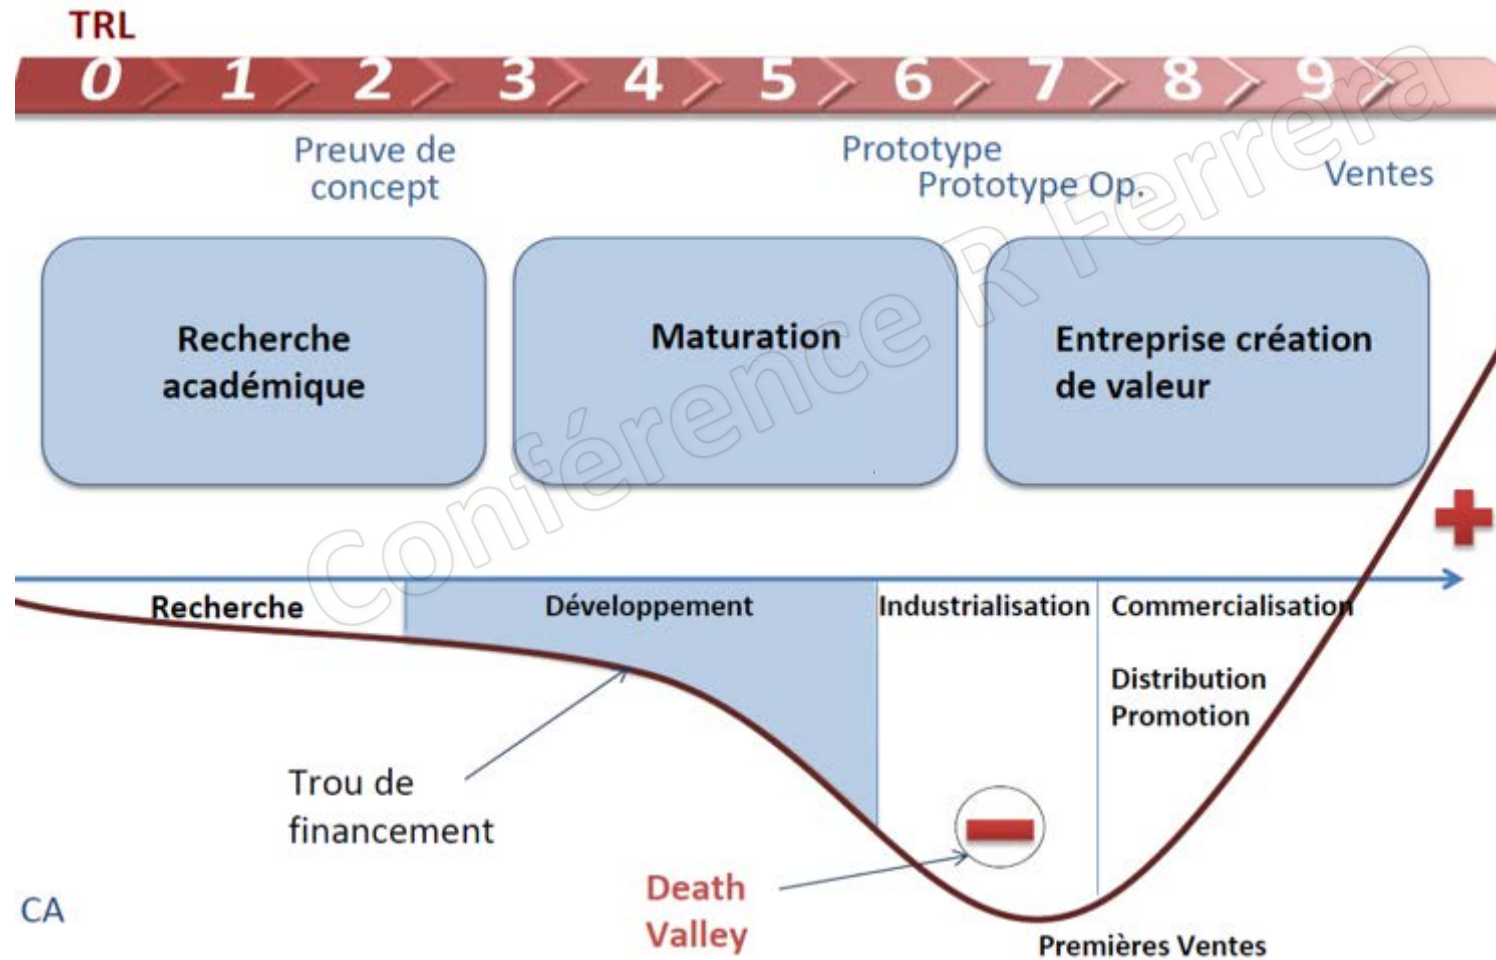 TRL
0 1 2 3 4 5 6 7 8 9
Preuve de
concept
Prototype
Prototype Op.
Ventes
Recherche
académique
Maturation
Entreprise création
de valeur
Conférence R Ferrera
Recherche
Développement
Industrialisation
Commercialisation
Distribution
Promotion
Trou de
financement
Death
Valley
CA
Premières Ventes